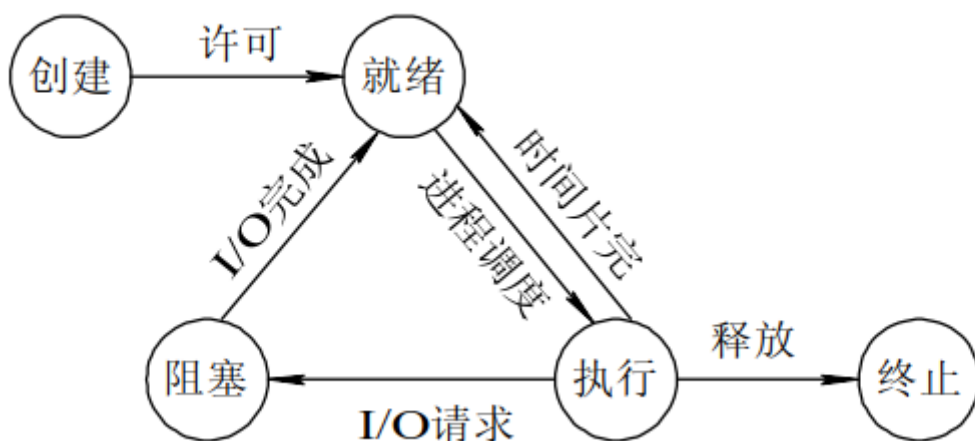 许可
创建
就绪
I/O完成
进程调度
时间片完
阻塞
执行
释放
终止
I/O请求